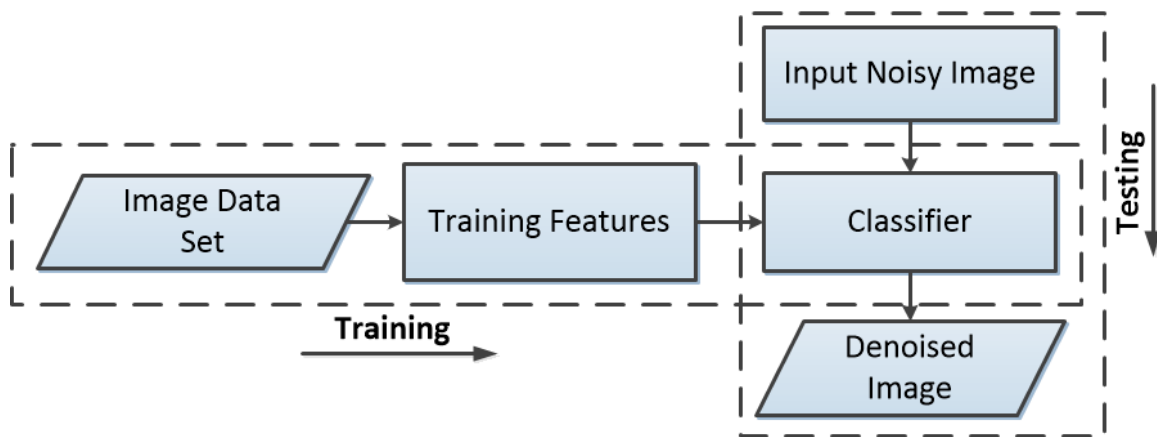 Input Noisy Image
Image Data
Set
Training Features
Classifier
Testing
Training
Denoised
Image